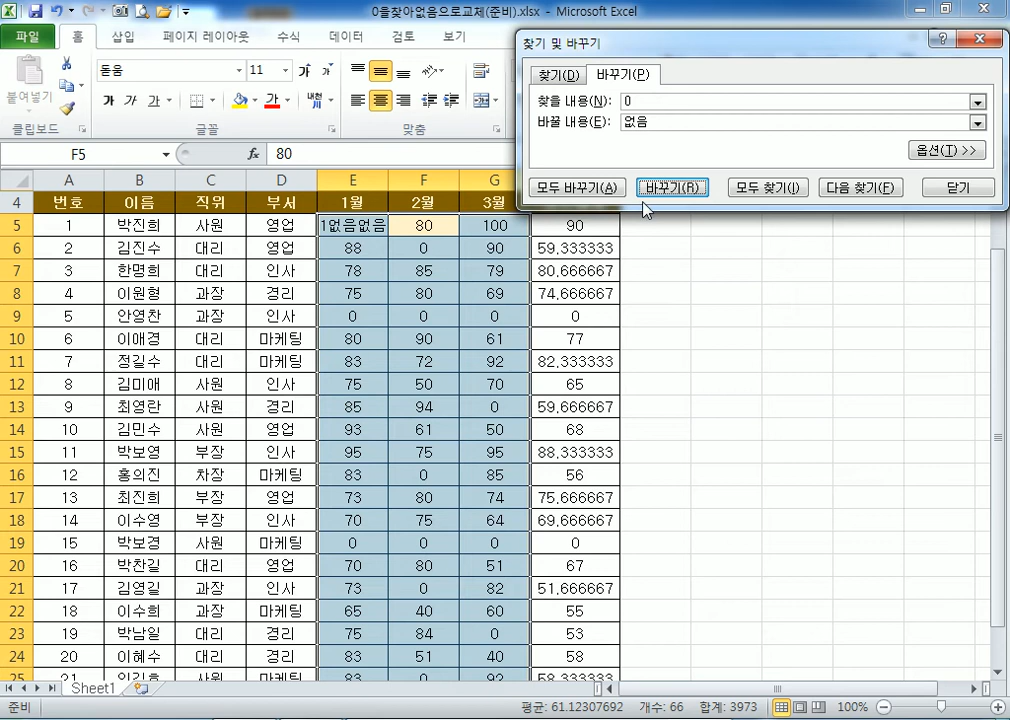 0을찾아없음으로교체(준비).xlsx - Microsoft Excel
파일 홈 삽입 페이지 레이아웃 수식 데이터 검토 보기
붙여넣기
클립보드
돋움 11
가 가 가
글꼴
맞춤
찾기 및 바꾸기
찾기(D) 바꾸기(P)
찾을 내용(N): 0
바꿀 내용(E): 없음
옵션(T) >>
모두 바꾸기(A) 바꾸기(R) 모두 찾기(I) 다음 찾기(F) 닫기
F5 fx 80
A B C D E F G
4 번호 이름 직위 부서 1월 2월 3월
5 1 박진희 사원 영업 1없음없음 80 100 90
6 2 김진수 대리 영업 88 0 90 59.333333
7 3 한명희 대리 인사 78 85 79 80.666667
8 4 이원형 과장 경리 75 80 69 74.666667
9 5 안영찬 과장 인사 0 0 0 0
10 6 이애경 대리 마케팅 80 90 61 77
11 7 정길수 대리 마케팅 83 72 92 82.333333
12 8 김미애 사원 인사 75 50 70 65
13 9 최영란 사원 경리 85 94 0 59.666667
14 10 김민수 사원 영업 93 61 50 68
15 11 박보영 부장 인사 95 75 95 88.333333
16 12 홍의진 차장 마케팅 83 0 85 56
17 13 최진희 부장 영업 73 80 74 75.666667
18 14 이수영 부장 마케팅 70 75 64 69.666667
19 15 박보경 사원 마케팅 0 0 0 0
20 16 박찬길 대리 영업 70 80 51 67
21 17 김영길 과장 인사 73 0 82 51.666667
22 18 이수희 과장 마케팅 65 40 60 55
23 19 박남일 대리 경리 75 84 0 53
24 20 이혜수 대리 경리 83 51 40 58
25 21 사원 마케팅 83 0 92 58.333333
Sheet1
준비 평균: 61.12307692 개수: 66 합계: 3973 100%